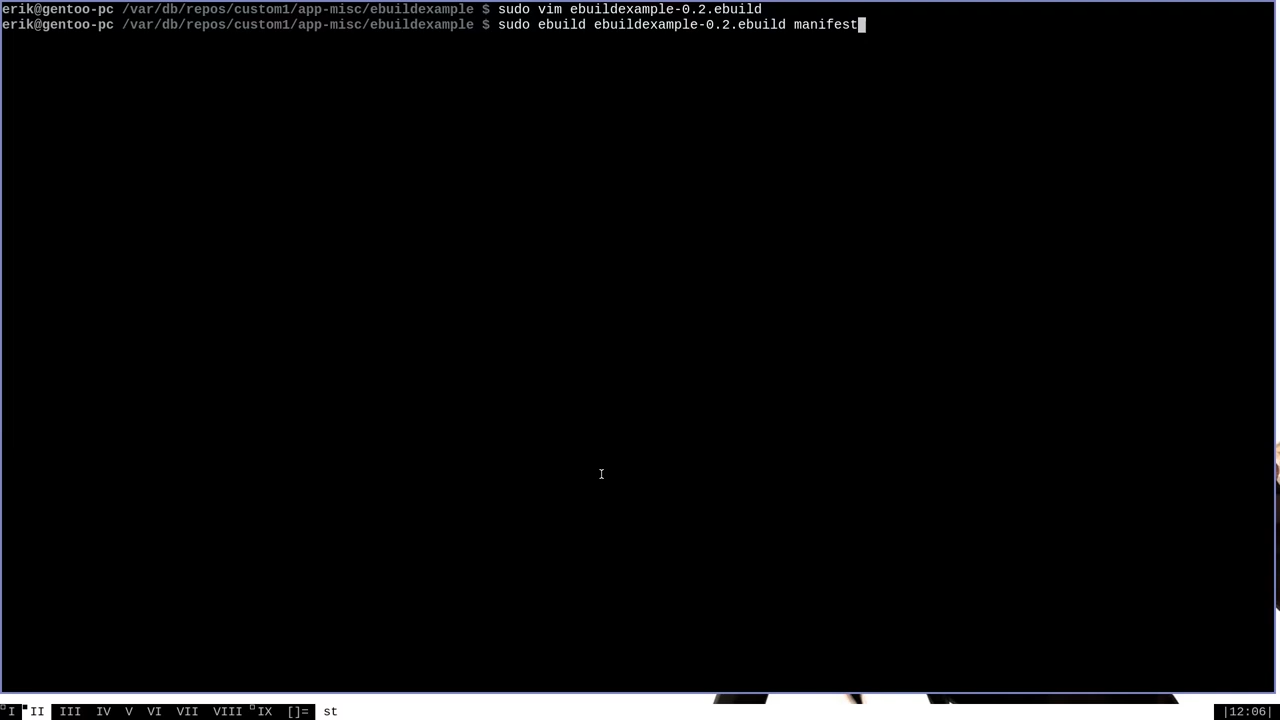 erik@gentoo-pc /var/db/repos/custom1/app-misc/ebuildexample $ sudo vim ebuildexample-0.2.ebuild
erik@gentoo-pc /var/db/repos/custom1/app-misc/ebuildexample $ sudo ebuild ebuildexample-0.2.ebuild manifest
I II III IV V VI VII VIII IX []= st |12:06|